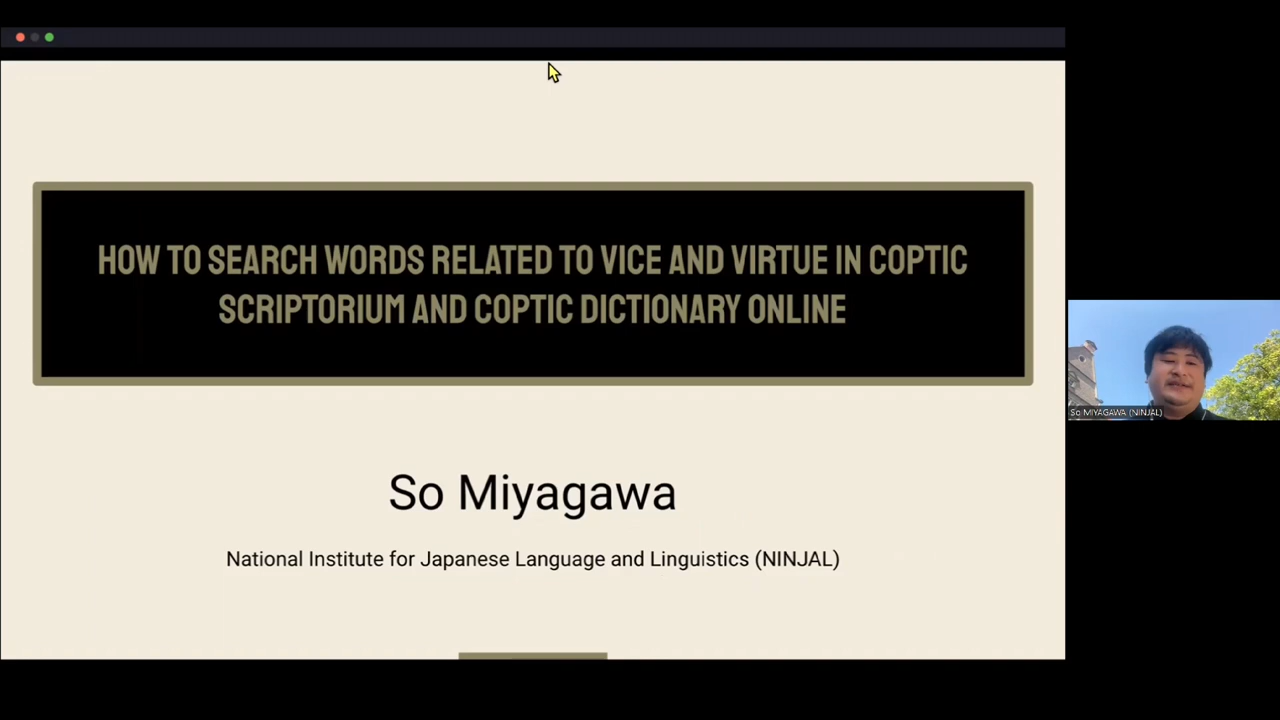 HOW TO SEARCH WORDS RELATED TO VICE AND VIRTUE IN COPTIC
SCRIPTORIUM AND COPTIC DICTIONARY ONLINE
So Miyagawa
National Institute for Japanese Language and Linguistics (NINJAL)
So MIYAGAWA (NINJAL)